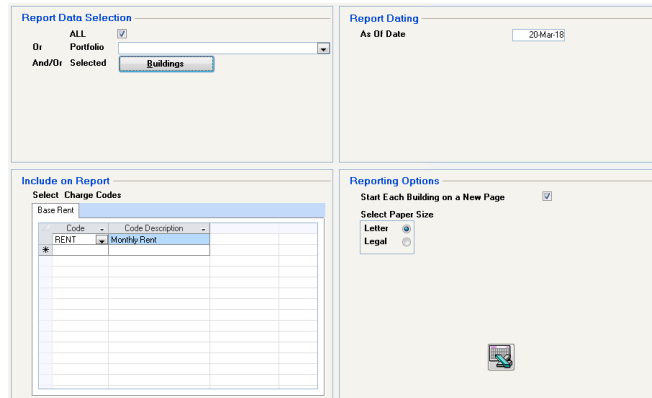 Report Data Selection
ALL
Or Portfolio
And/Or Selected Buildings
Report Dating
As Of Date 20-Mar-18
Include on Report
Select Charge Codes
Base Rent
Code Code Description
RENT Monthly Rent
*
Reporting Options
Start Each Building on a New Page
Select Paper Size
Letter
Legal